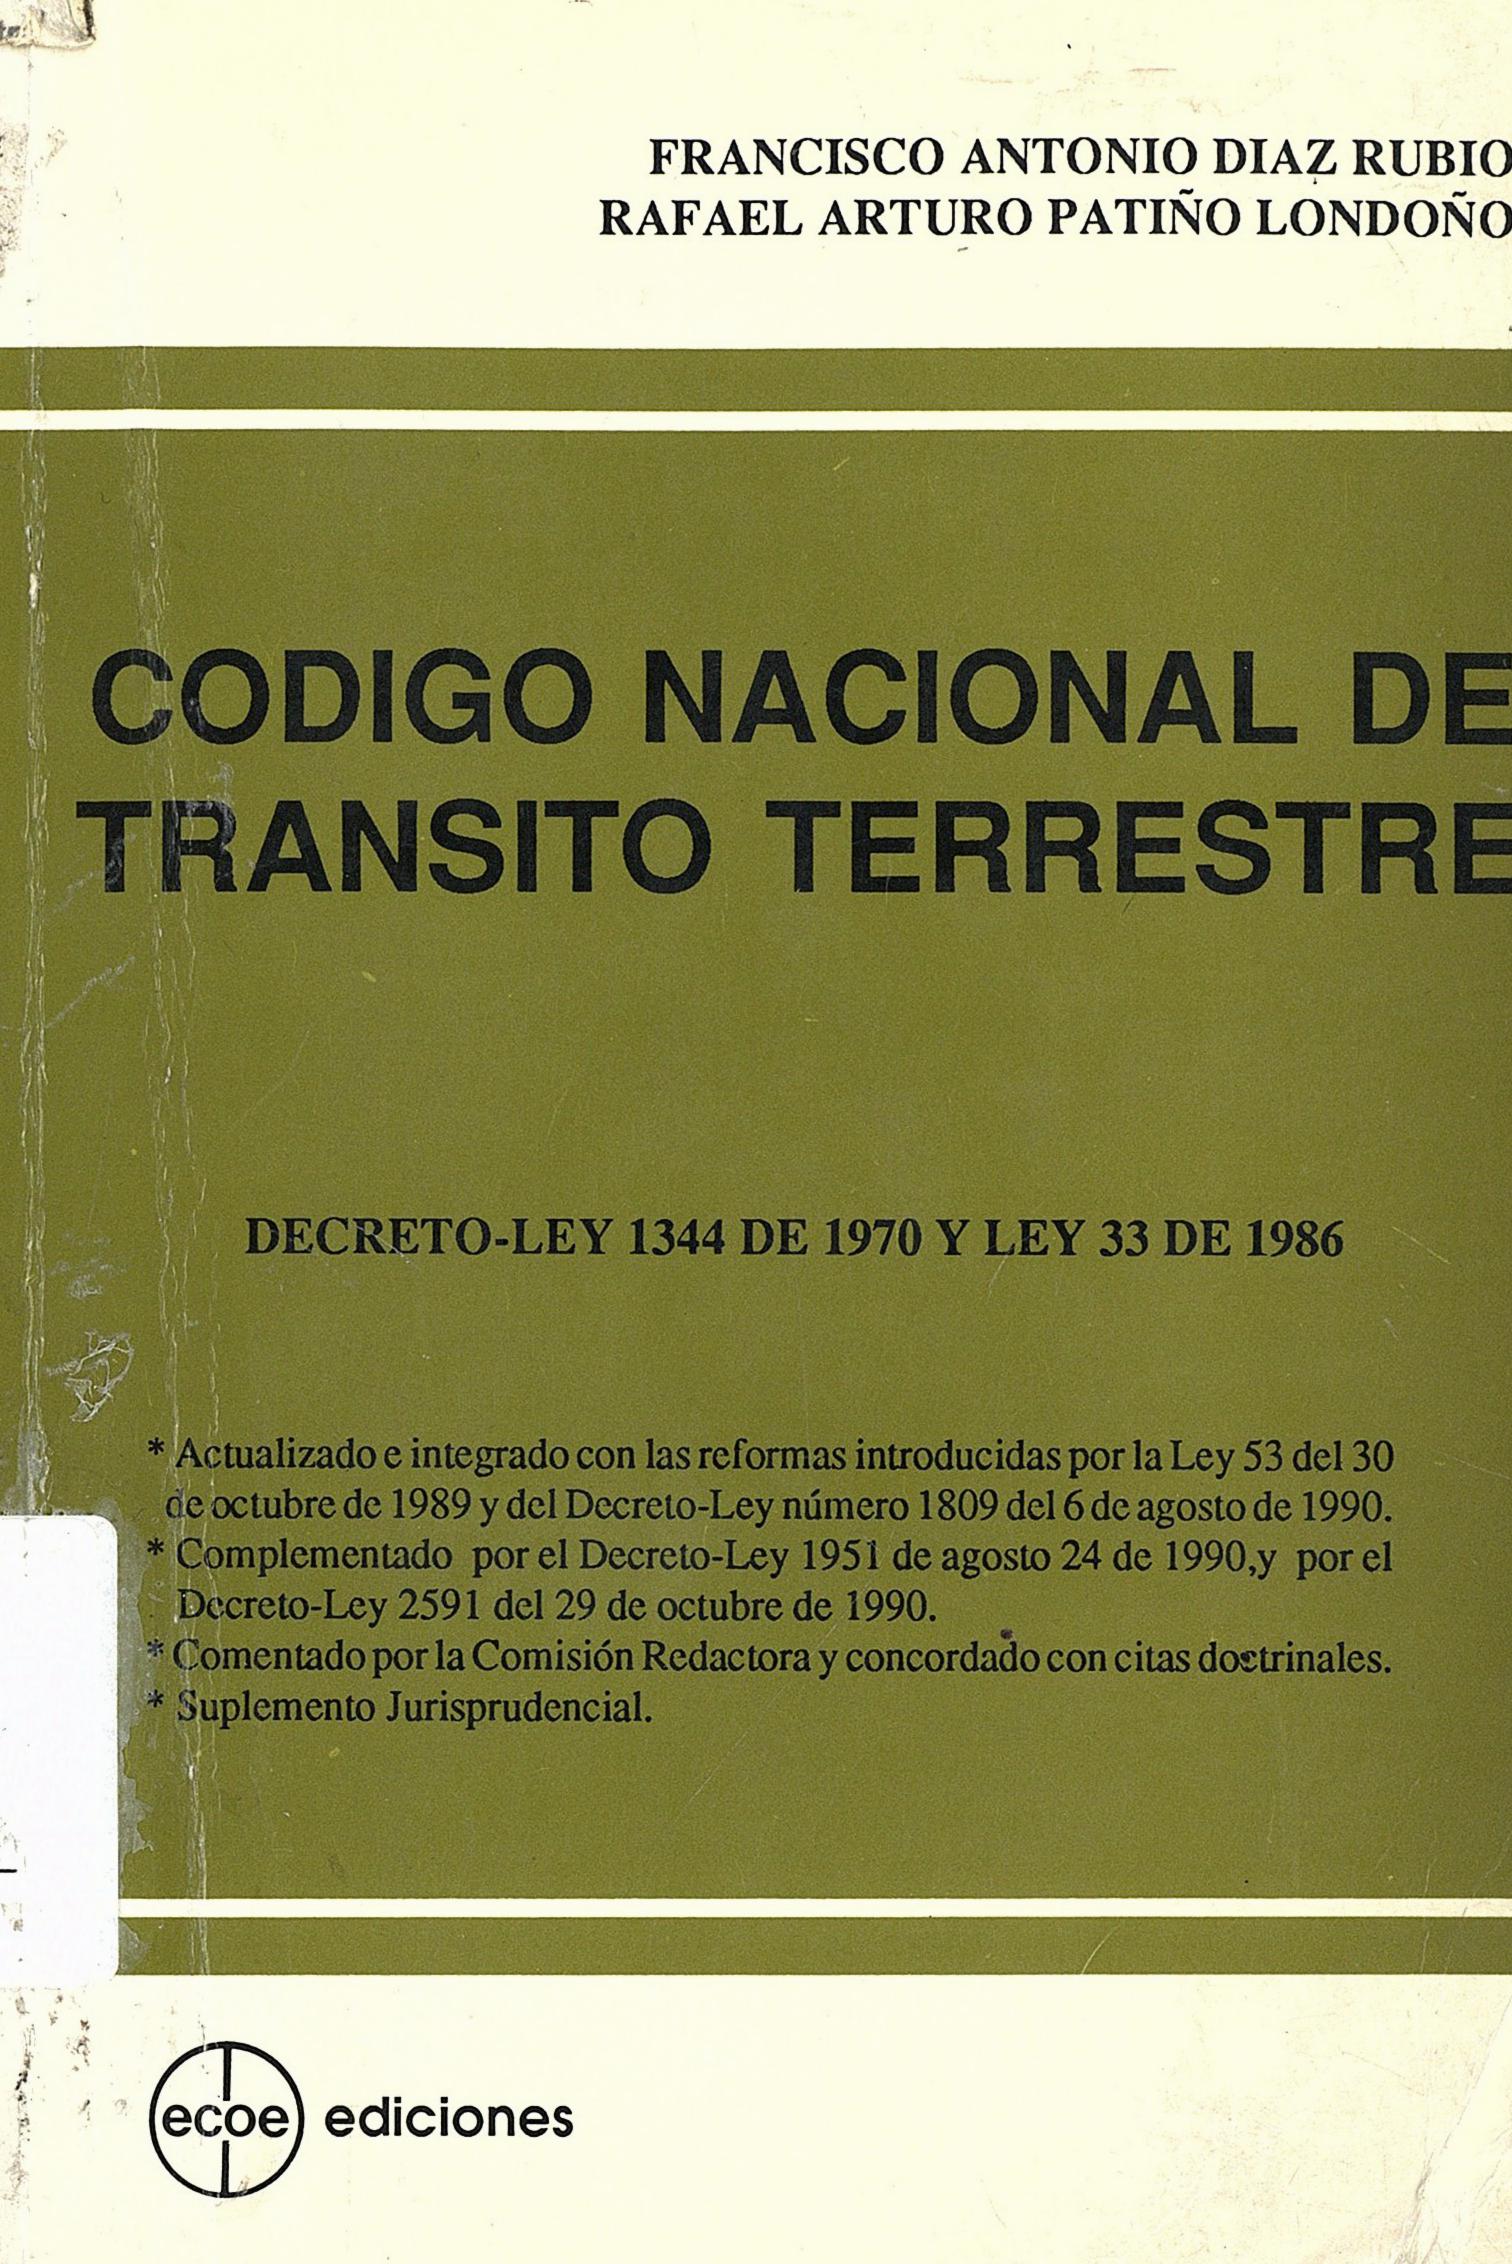 FRANCISCO ANTONIO DIAZ RUBIO
RAFAEL ARTURO PATIÑO LONDOÑO
CODIGO NACIONAL DE
TRANSITO TERRESTRE
DECRETO-LEY 1344 DE 1970 Y LEY 33 DE 1986
* Actualizado e integrado con las reformas introducidas por la Ley 53 del 30
de octubre de 1989 y del Decreto-Ley número 1809 del 6 de agosto de 1990.
* Complementado por el Decreto-Ley 1951 de agosto 24 de 1990,y por el
Decreto-Ley 2591 del 29 de octubre de 1990.
* Comentado por la Comisión Redactora y concordado con citas doctrinales.
* Suplemento Jurisprudencial.
ecoe ediciones